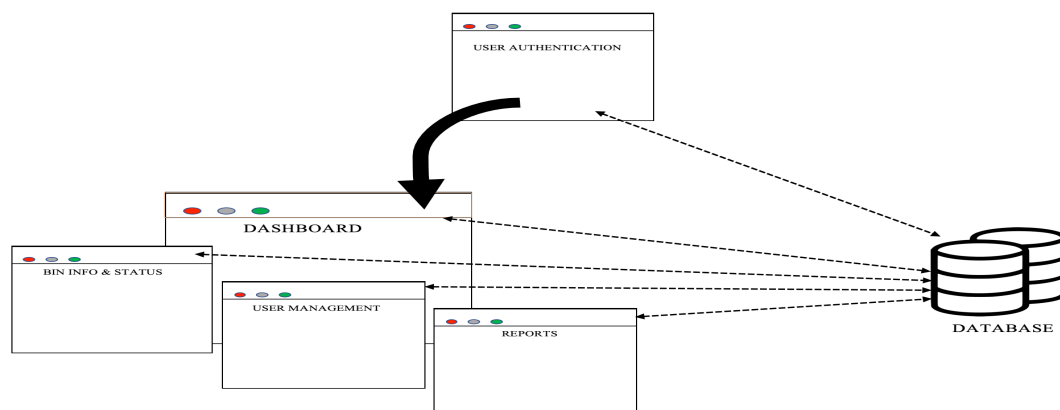 USER AUTHENTICATION
DASHBOARD
BIN INFO & STATUS
USER MANAGEMENT
REPORTS
DATABASE